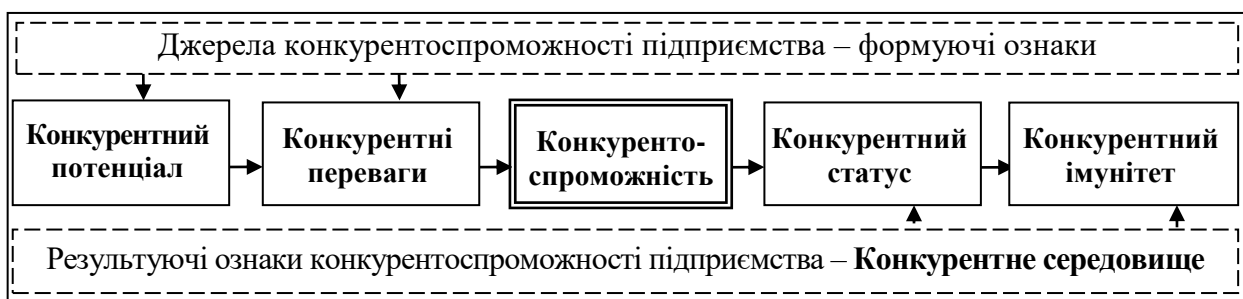 Джерела конкурентоспроможності підприємства – формуючі ознаки
Конкурентний
потенціал
Конкурентні
переваги
Конкуренто-
спроможність
Конкурентний
статус
Конкурентний
імунітет
Результуючі ознаки конкурентоспроможності підприємства – Конкурентне середовище